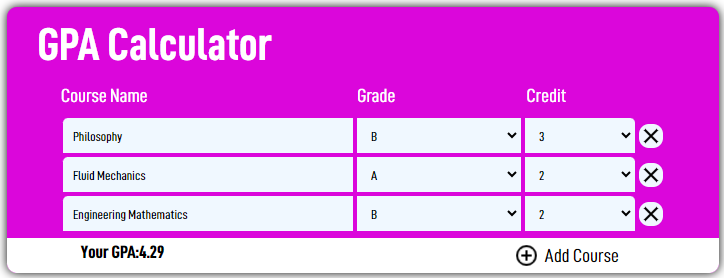 GPA Calculator
Course Name Grade Credit
Philosophy B 3
Fluid Mechanics A 2
Engineering Mathematics B 2
Your GPA:4.29 Add Course